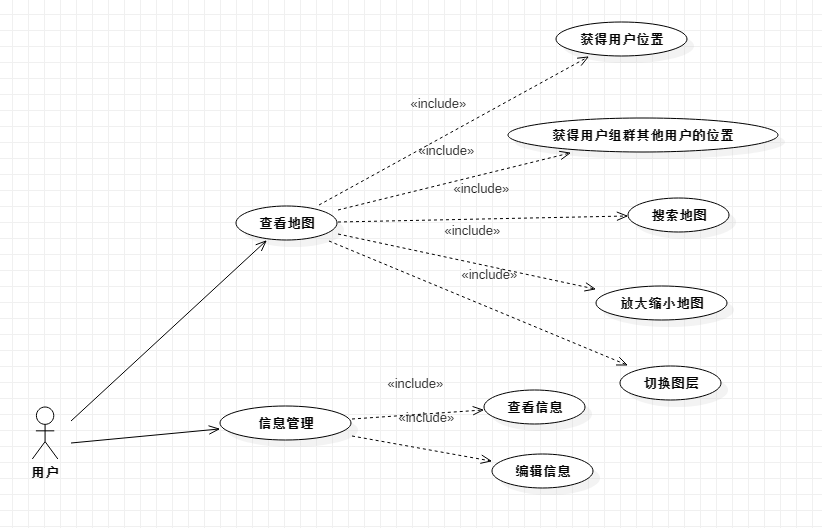 获得用户位置
«include»
获得用户组群其他用户的位置
«include»
«include»
搜索地图
查看地图
«include»
«include»
放大缩小地图
切换图层
«include»
查看信息
«include»
信息管理
编辑信息
用户